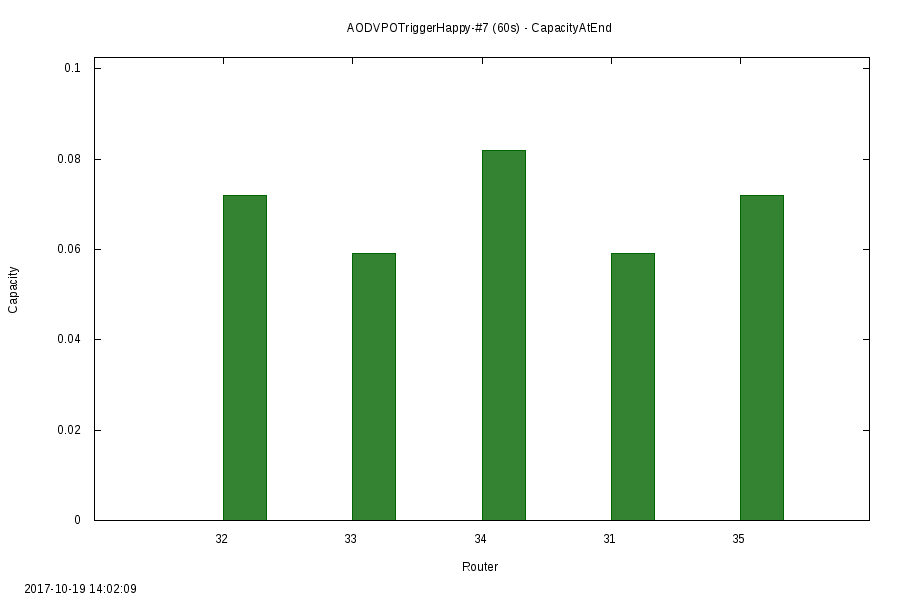 AODVPOTriggerHappy-#7 (60s) - CapacityAtEnd
0.1
0.08
0.06
0.04
0.02
0
Capacity
32 33 34 31 35
Router
2017-10-19 14:02:09